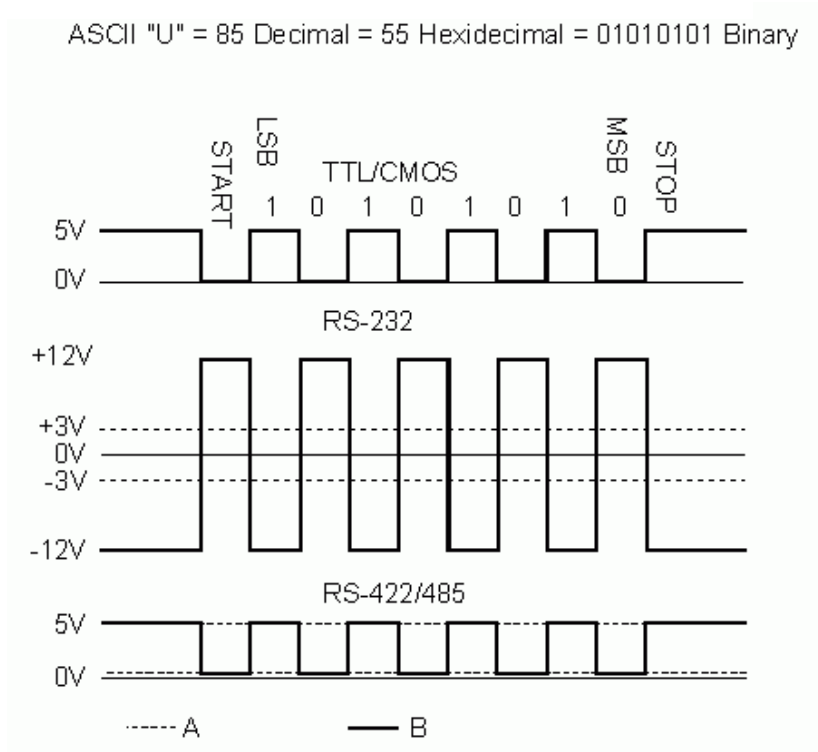 ASCII "U" = 85 Decimal = 55 Hexidecimal = 01010101 Binary
START
LSB
TTL/CMOS
MSB
STOP
1 0 1 0 1 0 1 0
5V
0V
RS-232
+12V
+3V
0V
-3V
-12V
RS-422/485
5V
0V
A
B